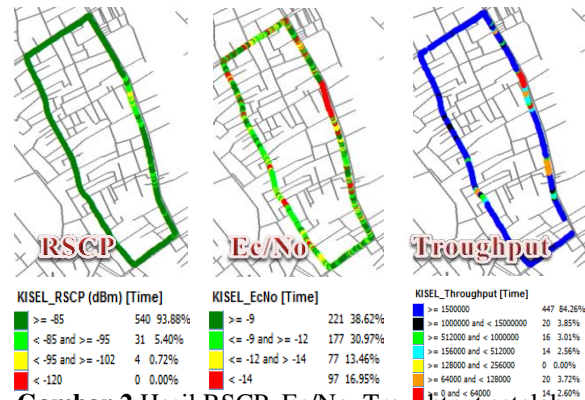 RSCP
Ec/No
Troughput
KISEL_RSCP (dBm) [Time]
>= -85 540 93.88%
< -85 and >= -95 31 5.40%
< -95 and >= -102 4 0.72%
< -120 0 0.00%
KISEL_EcNo [Time]
>= -9 221 38.62%
< -9 and >= -12 177 30.97%
<= -12 and > -14 77 13.46%
< -14 97 16.95%
KISEL_Throughput [Time]
>= 1500000 447 84.26%
>= 1000000 and < 15000000 20 3.85%
>= 512000 and < 1000000 16 3.01%
>= 156000 and < 512000 14 2.56%
>= 128000 and < 256000 0 0.00%
>= 64000 and < 128000 20 3.72%
>= 0 and < 64000 14 2.60%
Gambar 2 Hasil RSCP, Ec/No,